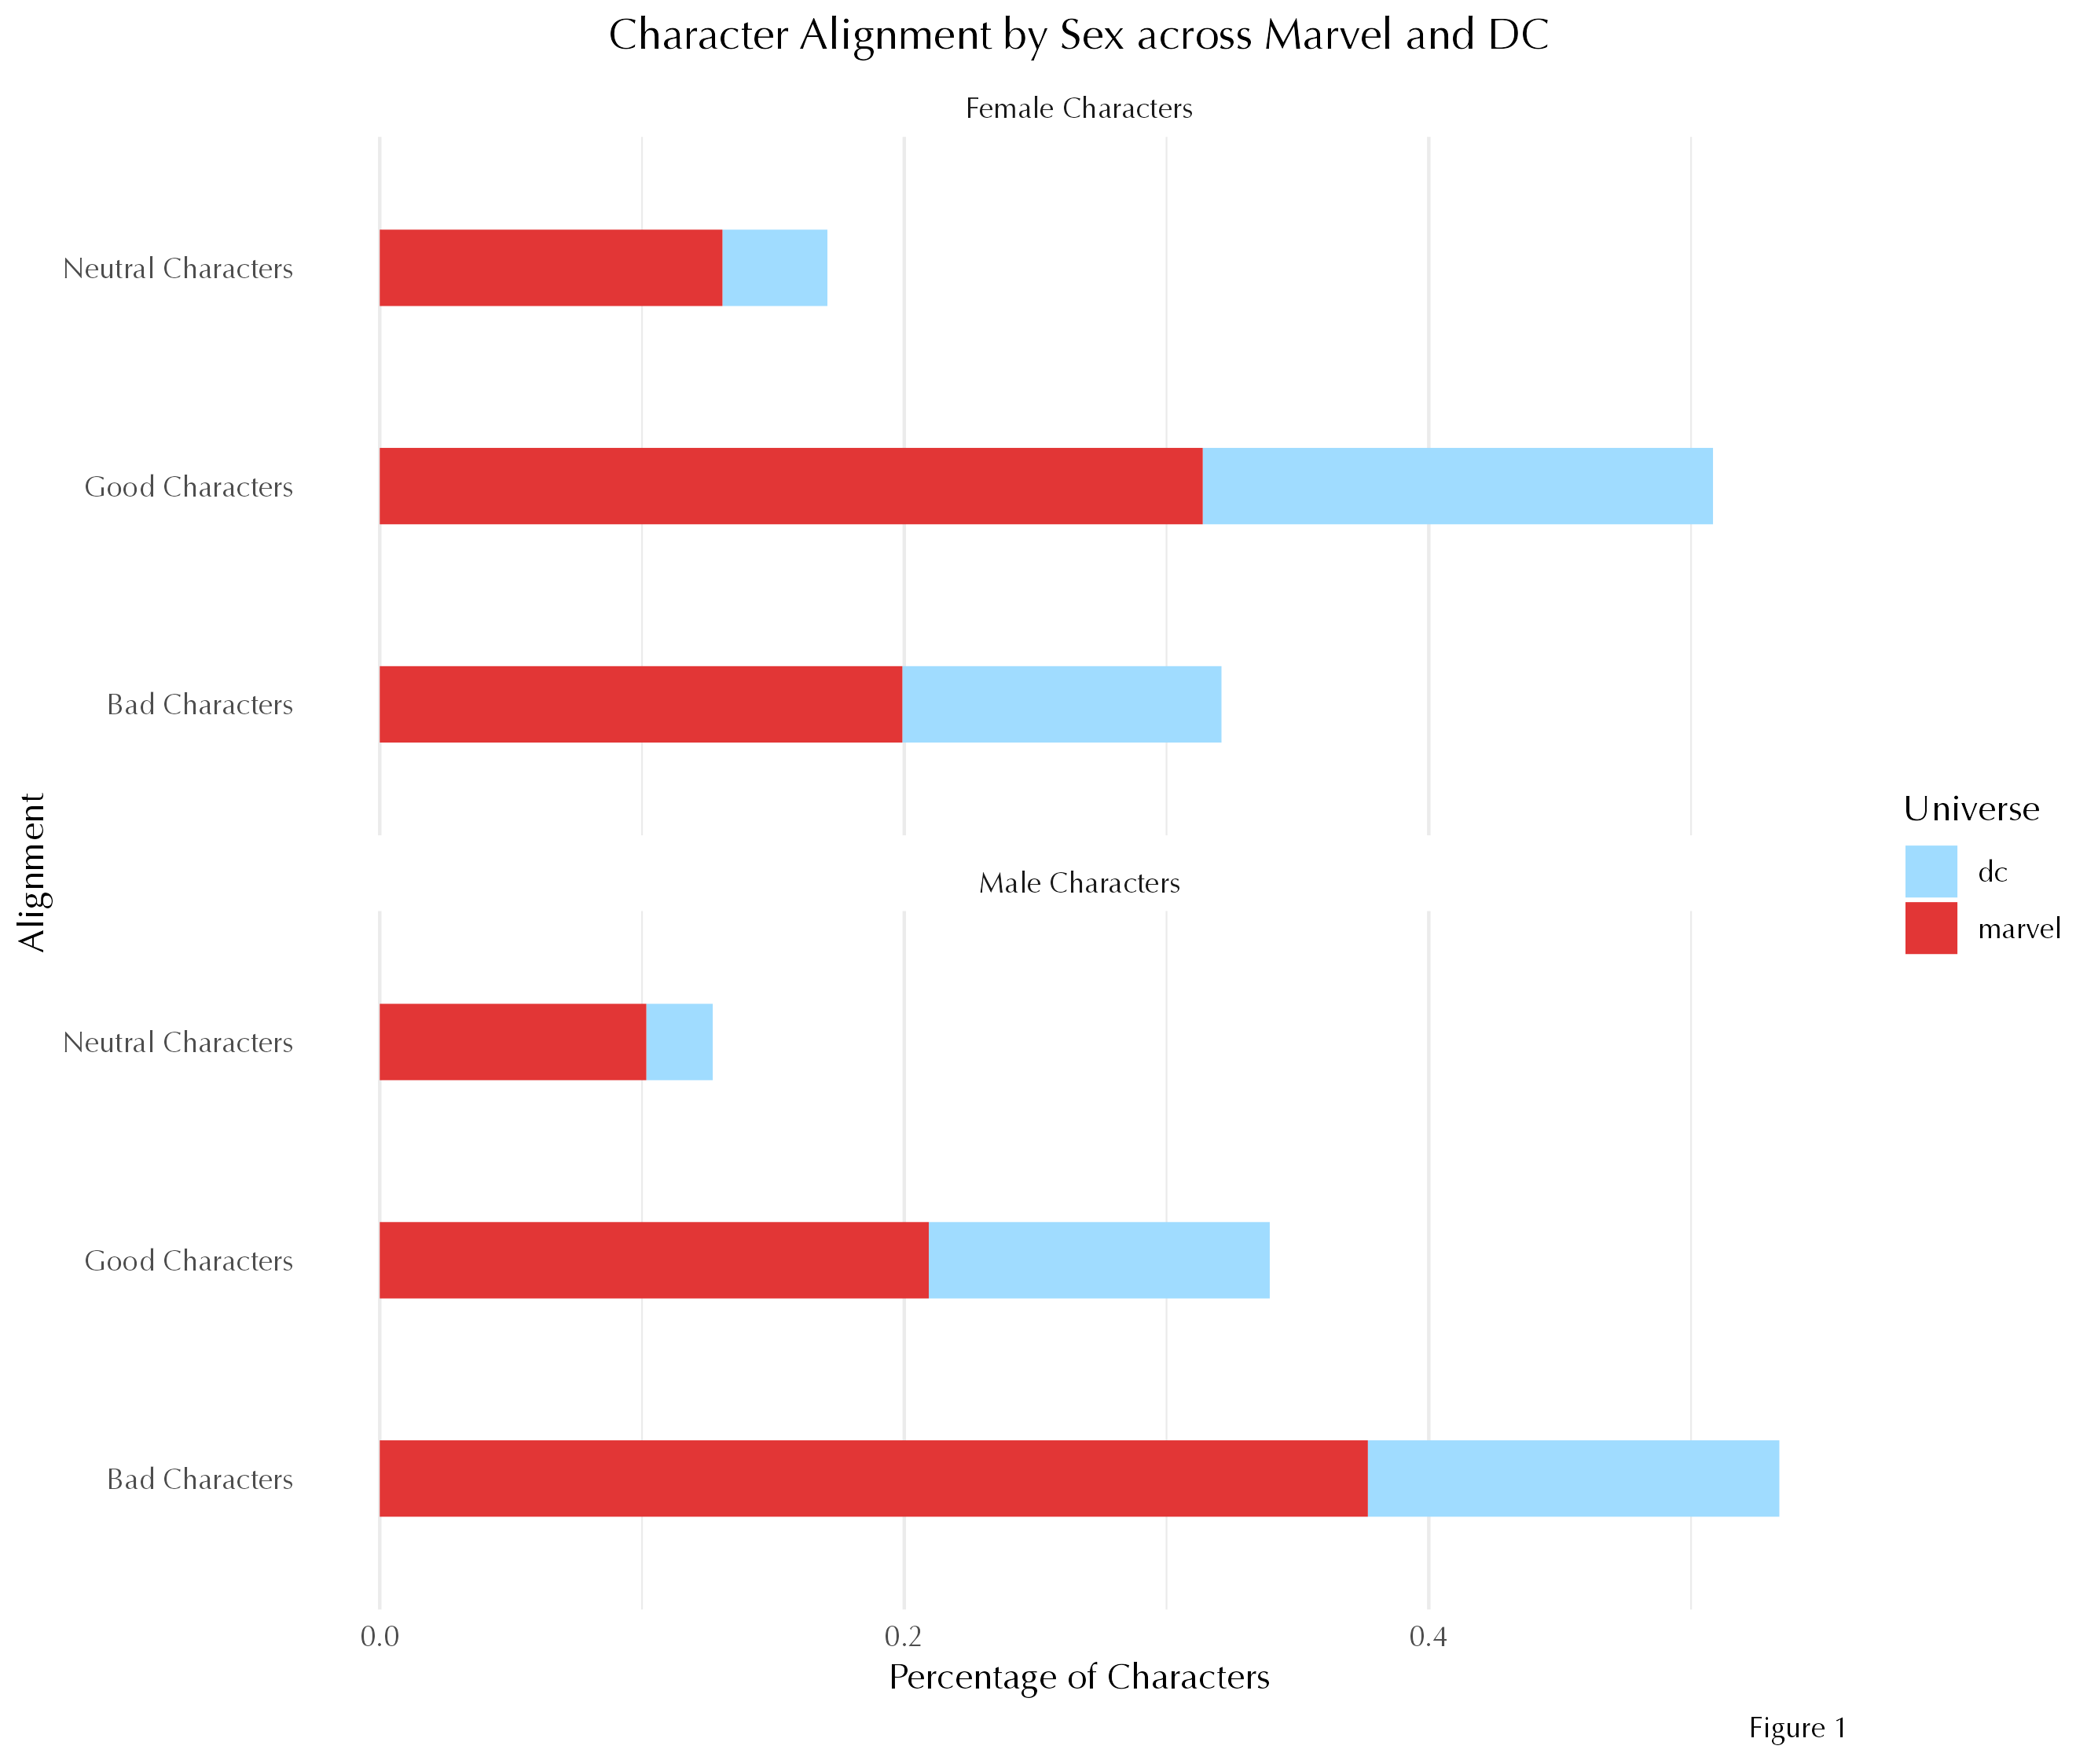 Character Alignment by Sex across Marvel and DC
Female Characters
Neutral Characters
Good Characters
Bad Characters
Alignment
Male Characters
Neutral Characters
Good Characters
Bad Characters
0.0 0.2 0.4
Percentage of Characters
Universe
dc
marvel
Figure 1